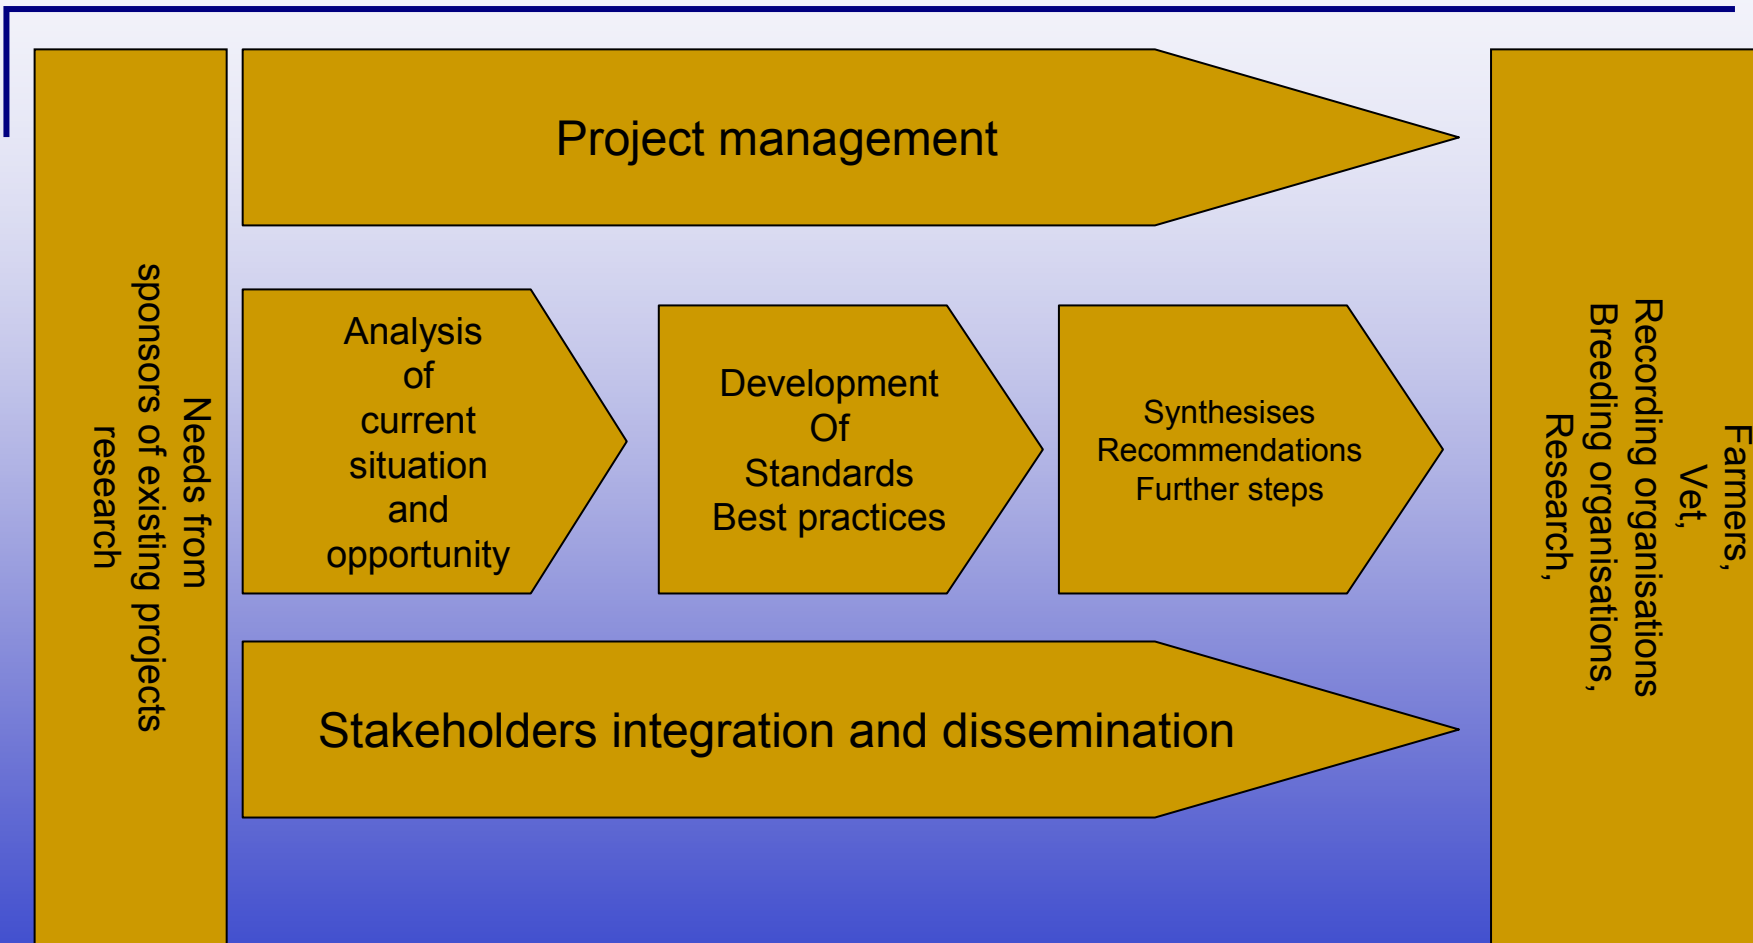 Project management
Needs from
sponsors of existing projects
research
Analysis
of
current
situation
and
opportunity
Development
Of
Standards
Best practices
Synthesises
Recommendations
Further steps
Stakeholders integration and dissemination
Farmers,
Vet,
Recording organisations
Breeding organisations,
Research,